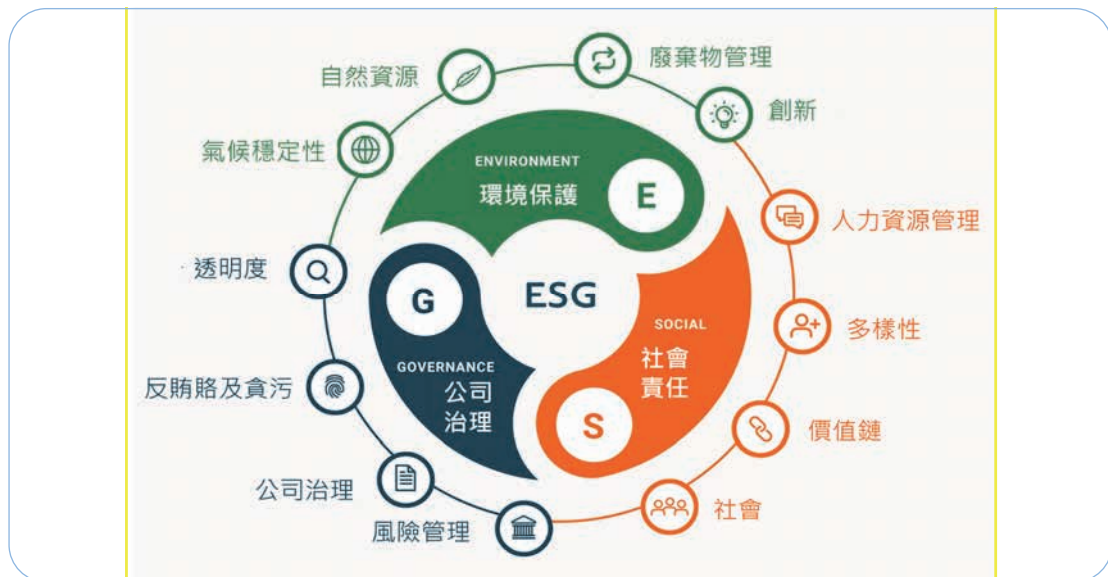 廢棄物管理
自然資源
創新
氣候穩定性
ENVIRONMENT
環境保護
E
人力資源管理
透明度
G
ESG
SOCIAL
社會
責任
多樣性
GOVERNANCE
公司
治理
反賄賂及貪污
S
價值鏈
公司治理
社會
風險管理